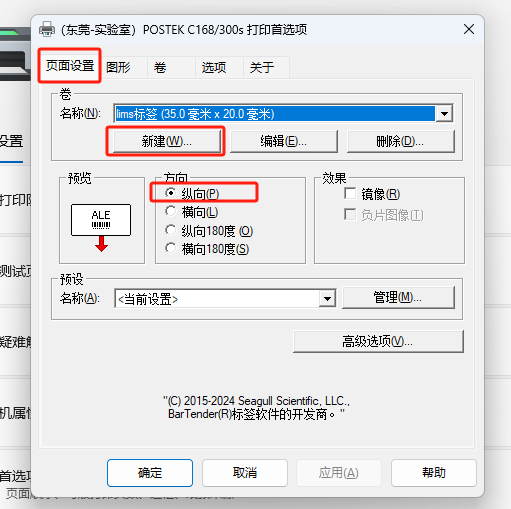 (东莞-实验室) POSTEK C168/300s 打印首选项
页面设置 图形 卷 选项 关于
卷
名称(N): lims标签 (35.0 毫米 x 20.0 毫米)
新建(W)... 编辑(E)... 删除(D)...
预览
ALE
方向
纵向(P)
横向(L)
纵向180度 (O)
横向180度(S)
效果
镜像(R)
负片图像(I)
预设
名称(A): <当前设置> 管理(M)...
高级选项(V)...
"(C) 2015-2024 Seagull Scientific, LLC.,
BarTender(R)标签软件的开发商。"
确定 取消 应用(A) 帮助
设置
打印
测试页
疑难解
机属性
首选项